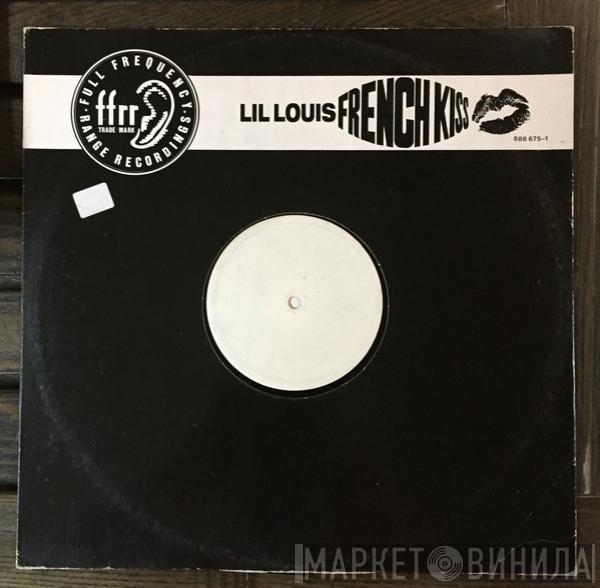 FULL FREQUENCY
ffrr
TRADE MARK
RANGE RECORDINGS
LIL LOUIS FRENCH KISS
886 675-1
МАРКЕТ ВИНИЛА